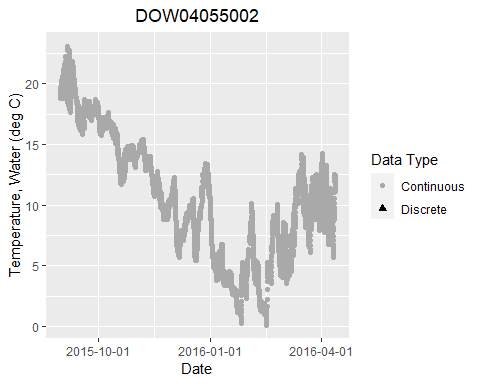 DOW04055002
Temperature, Water (deg C)
20
15
10
5
0
2015-10-01
2016-01-01
2016-04-01
Date
Data Type
Continuous
Discrete